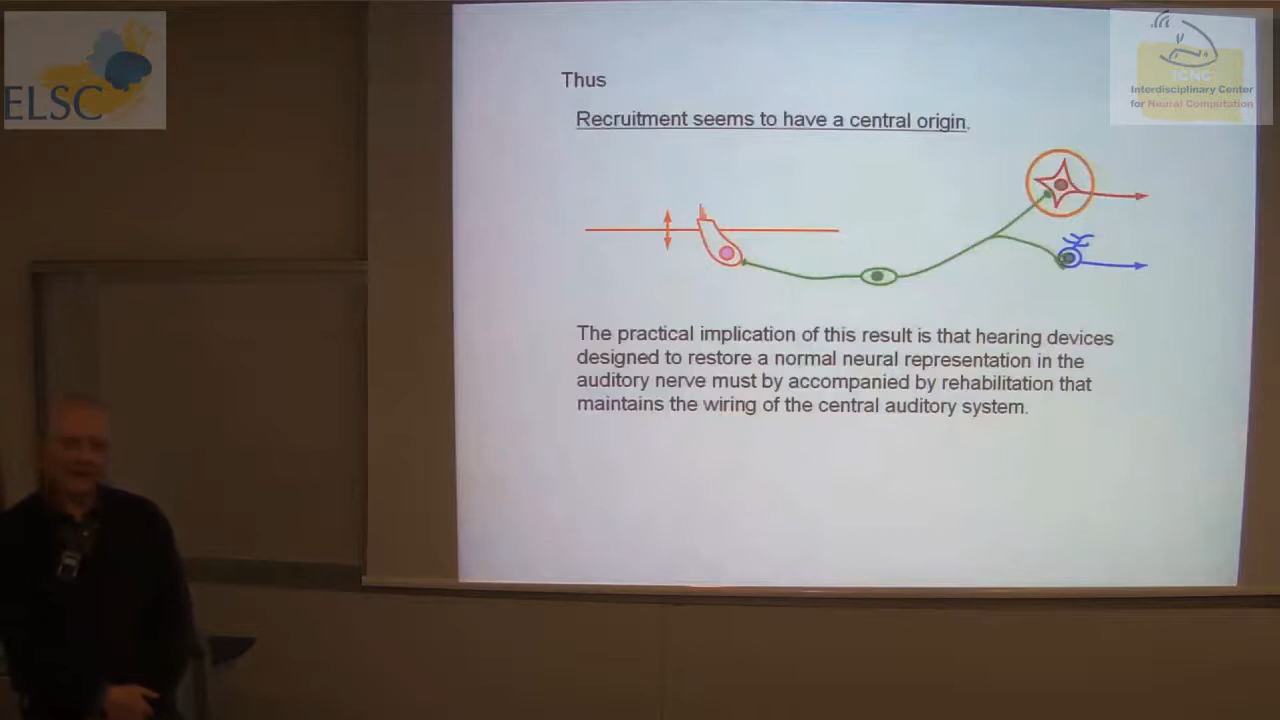 ELSC
ICNC
Interdisciplinary Center
for Neural Computation
Thus
Recruitment seems to have a central origin.
The practical implication of this result is that hearing devices
designed to restore a normal neural representation in the
auditory nerve must by accompanied by rehabilitation that
maintains the wiring of the central auditory system.